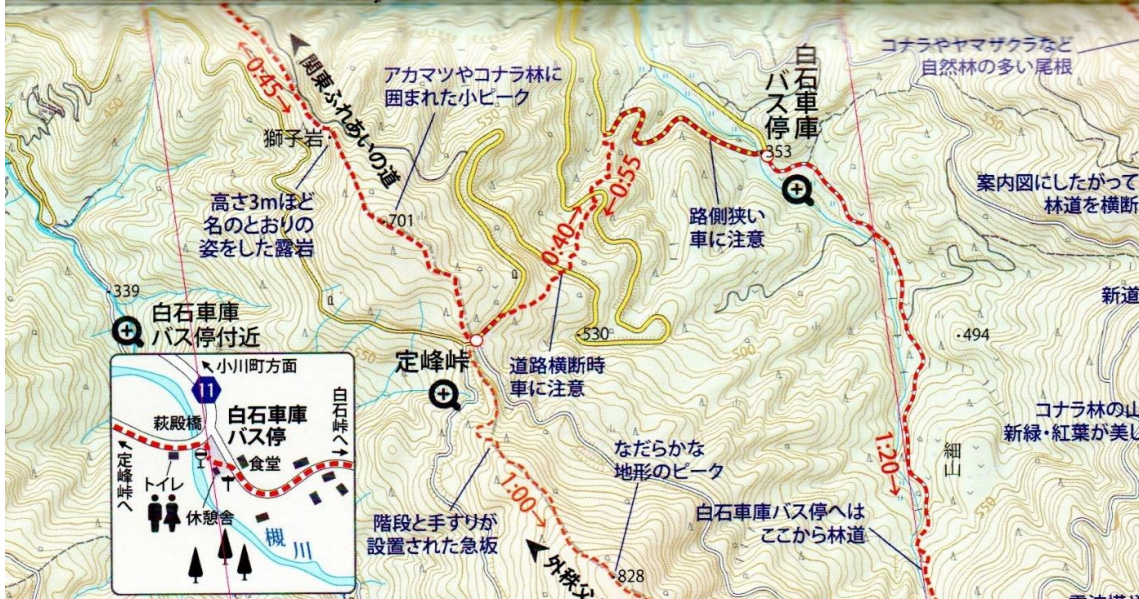 コナラやヤマザクラなど
自然林の多い尾根
白石車庫
バス停
353
←0:45→
関東ふれあいの道
アカマツやコナラ林に
囲まれた小ピーク
獅子岩
高さ3mほど
名のとおりの
姿をした露岩
701
0:40→
←0:55
路側狭い
車に注意
案内図にしたがって
林道を横断
550
450
339
白石車庫
バス停付近
定峰峠
530
道路横断時
車に注意
494
新道
コナラ林の山
新緑・紅葉が美し
小川町方面
11
萩殿橋
白石車庫
バス停
白石峠へ
定峰峠へ
食堂
トイレ
休憩舎
槻川
なだらかな
地形のピーク
1:00→
階段と手すりが
設置された急坂
外秩父
828
白石車庫バス停へは
ここから林道
1:20→
細山
550